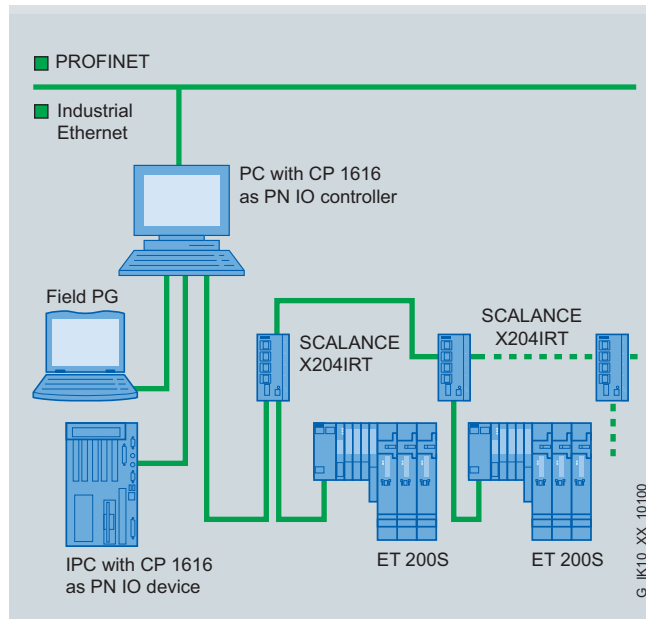 PROFINET
Industrial
Ethernet
PC with CP 1616
as PN IO controller
Field PG
SCALANCE
X204IRT
SCALANCE
X204IRT
IPC with CP 1616
as PN IO device
ET 200S
ET 200S
G_IK10_XX_10100